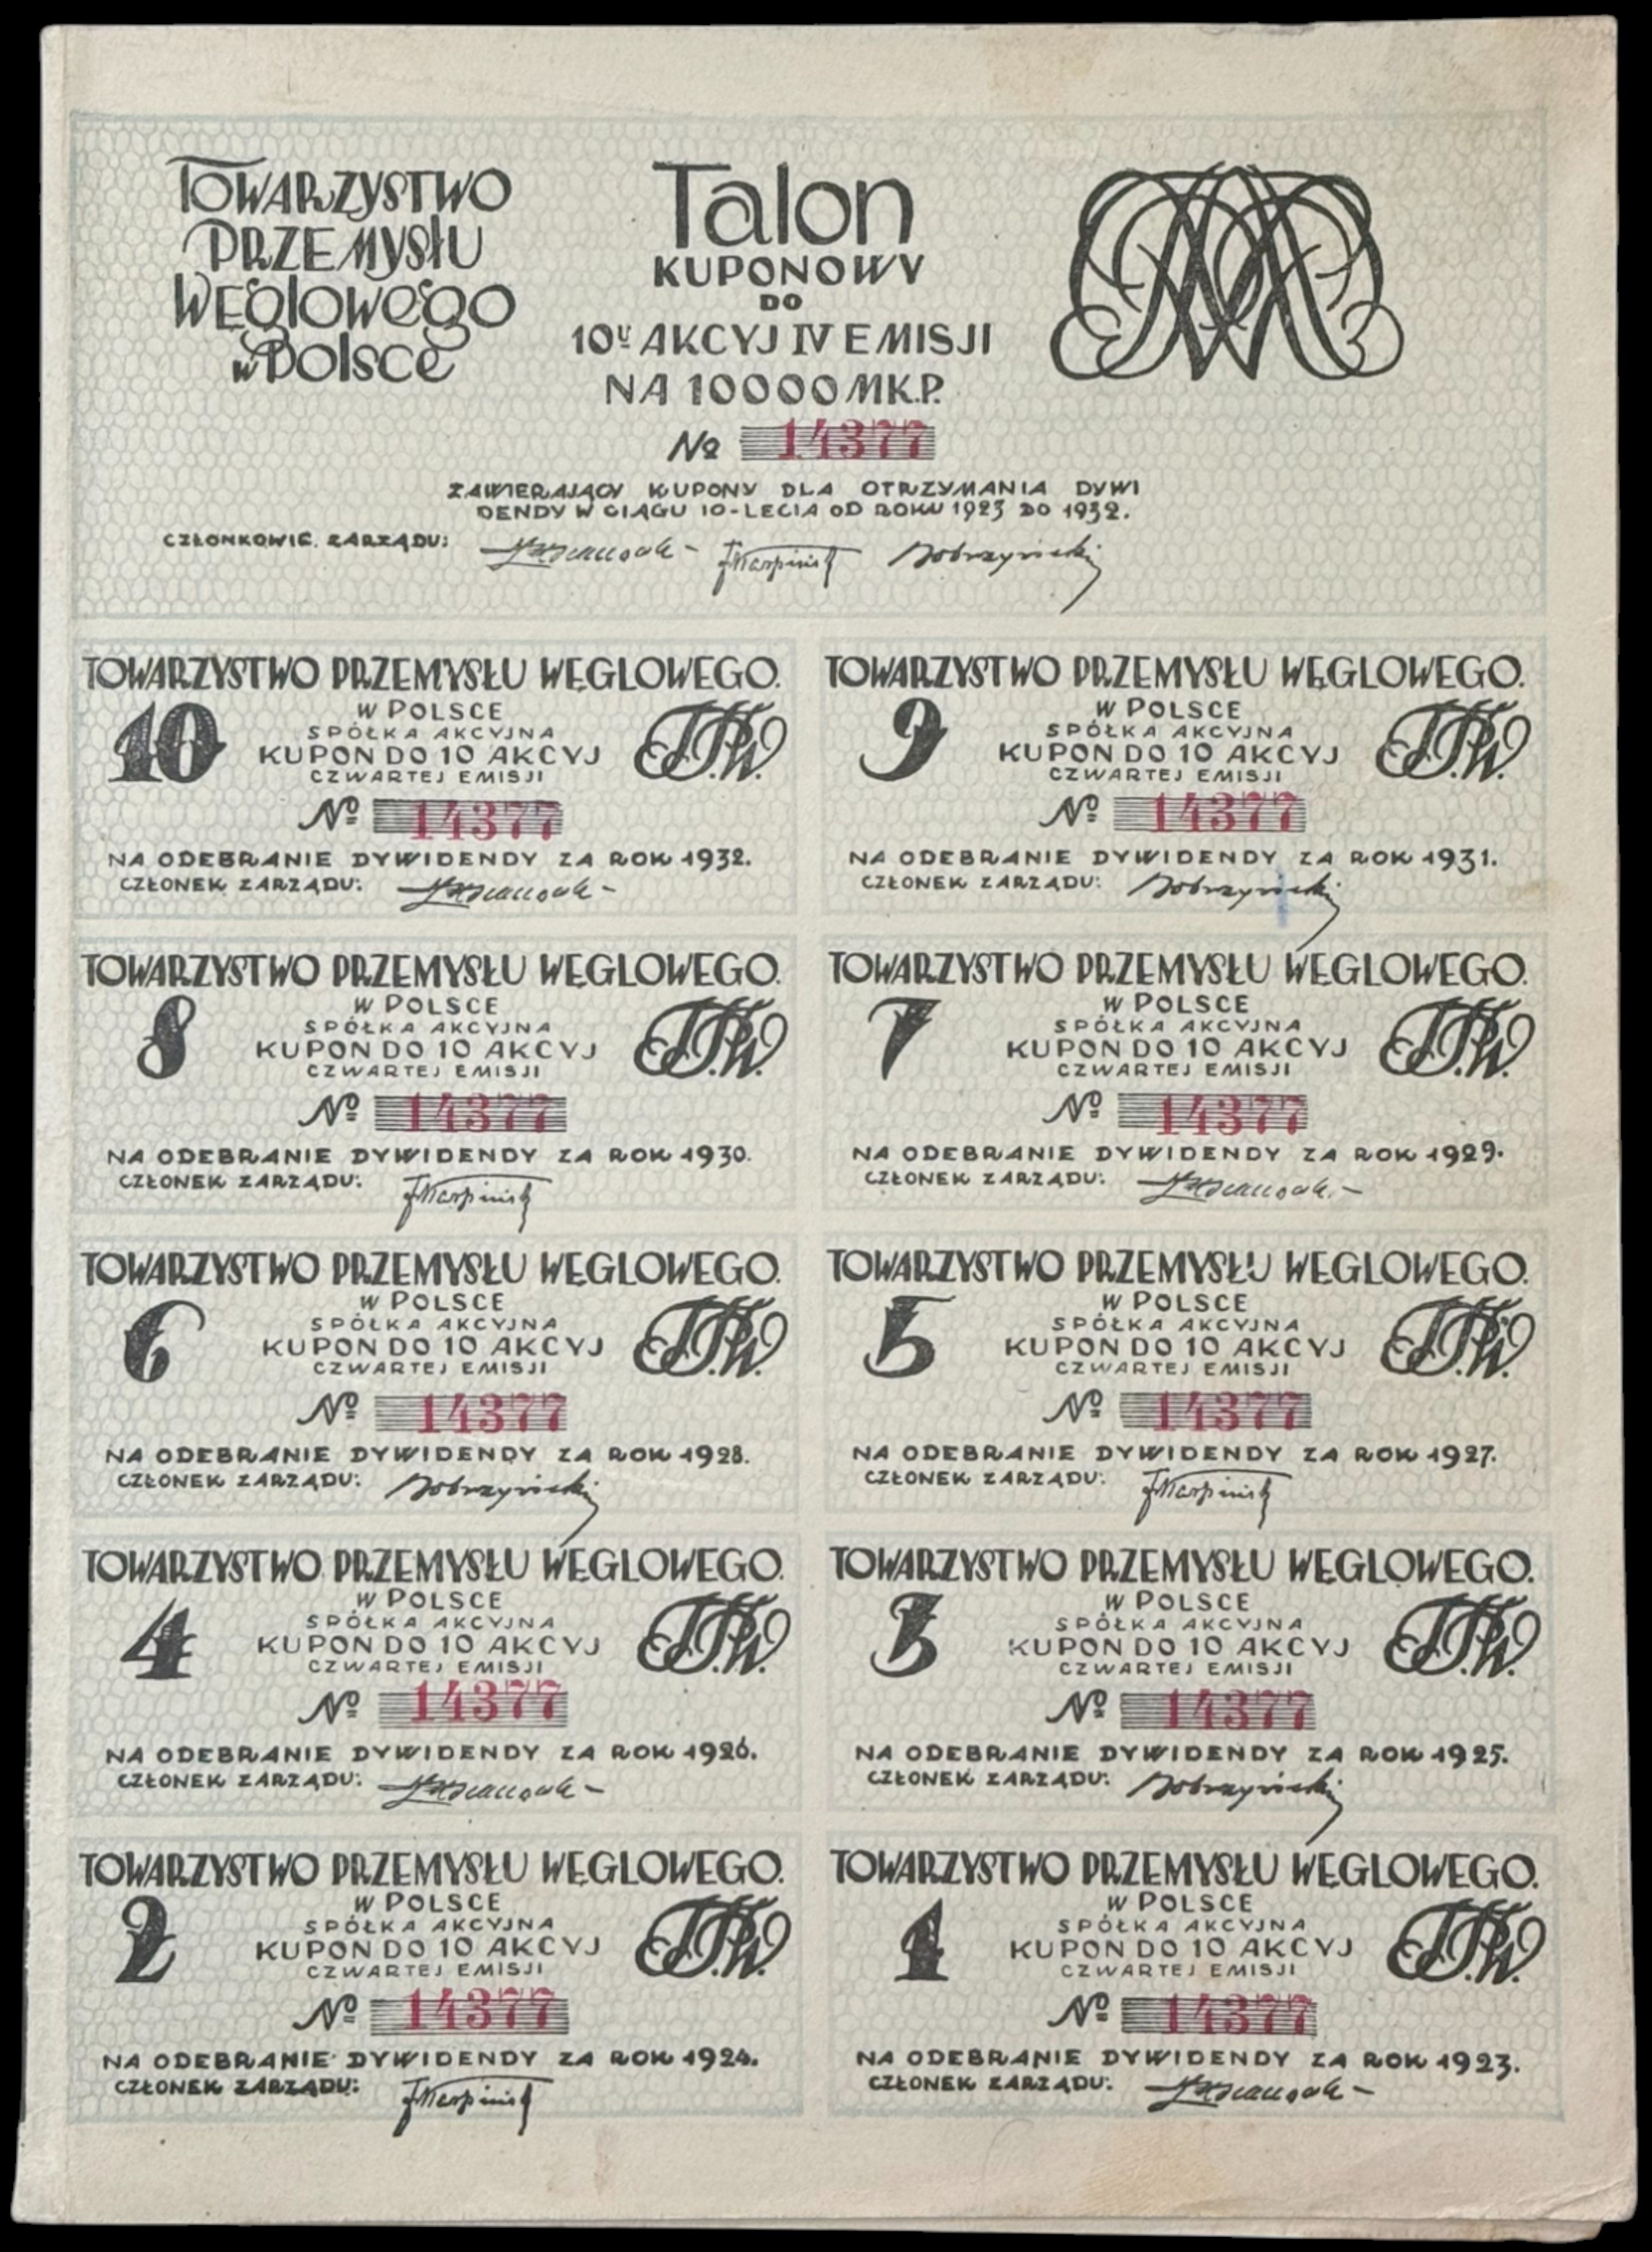 TOWARZYSTWO
PRZEMYSŁU
WĘGLOWEGO
W POLSCE
Talon
KUPONOWY
DO
10U AKCYJ IV EMISJI
NA 10000 MK.P.
№ 14377
ZAWIERAJĄCY KUPONY DLA OTRZYMANIA DYWI
DENDY W CIĄGU 10-LECIA OD ROKU 1923 DO 1932.
CZŁONKOWIE ZARZĄDU: JKarpiński Dobrzyński
TOWARZYSTWO PRZEMYSŁU WĘGLOWEGO.
10
W POLSCE
SPÓŁKA AKCYJNA
KUPON DO 10 AKCYJ
CZWARTEJ EMISJI
T.P.W.
№ 14377
NA ODEBRANIE DYWIDENDY ZA ROK 1932.
CZŁONEK ZARZĄDU:
TOWARZYSTWO PRZEMYSŁU WĘGLOWEGO.
9
W POLSCE
SPÓŁKA AKCYJNA
KUPON DO 10 AKCYJ
CZWARTEJ EMISJI
T.P.W.
№ 14377
NA ODEBRANIE DYWIDENDY ZA ROK 1931.
CZŁONEK ZARZĄDU: Dobrzyński
TOWARZYSTWO PRZEMYSŁU WĘGLOWEGO.
8
W POLSCE
SPÓŁKA AKCYJNA
KUPON DO 10 AKCYJ
CZWARTEJ EMISJI
T.P.W.
№ 14377
NA ODEBRANIE DYWIDENDY ZA ROK 1930.
CZŁONEK ZARZĄDU: JKarpiński
TOWARZYSTWO PRZEMYSŁU WĘGLOWEGO.
7
W POLSCE
SPÓŁKA AKCYJNA
KUPON DO 10 AKCYJ
CZWARTEJ EMISJI
T.P.W.
№ 14377
NA ODEBRANIE DYWIDENDY ZA ROK 1929.
CZŁONEK ZARZĄDU:
TOWARZYSTWO PRZEMYSŁU WĘGLOWEGO.
6
W POLSCE
SPÓŁKA AKCYJNA
KUPON DO 10 AKCYJ
CZWARTEJ EMISJI
T.P.W.
№ 14377
NA ODEBRANIE DYWIDENDY ZA ROK 1928.
CZŁONEK ZARZĄDU: Dobrzyński
TOWARZYSTWO PRZEMYSŁU WĘGLOWEGO.
5
W POLSCE
SPÓŁKA AKCYJNA
KUPON DO 10 AKCYJ
CZWARTEJ EMISJI
T.P.W.
№ 14377
NA ODEBRANIE DYWIDENDY ZA ROK 1927.
CZŁONEK ZARZĄDU: JKarpiński
TOWARZYSTWO PRZEMYSŁU WĘGLOWEGO.
4
W POLSCE
SPÓŁKA AKCYJNA
KUPON DO 10 AKCYJ
CZWARTEJ EMISJI
T.P.W.
№ 14377
NA ODEBRANIE DYWIDENDY ZA ROK 1926.
CZŁONEK ZARZĄDU:
TOWARZYSTWO PRZEMYSŁU WĘGLOWEGO.
3
W POLSCE
SPÓŁKA AKCYJNA
KUPON DO 10 AKCYJ
CZWARTEJ EMISJI
T.P.W.
№ 14377
NA ODEBRANIE DYWIDENDY ZA ROK 1925.
CZŁONEK ZARZĄDU: Dobrzyński
TOWARZYSTWO PRZEMYSŁU WĘGLOWEGO.
2
W POLSCE
SPÓŁKA AKCYJNA
KUPON DO 10 AKCYJ
CZWARTEJ EMISJI
T.P.W.
№ 14377
NA ODEBRANIE DYWIDENDY ZA ROK 1924.
CZŁONEK ZARZĄDU: JKarpiński
TOWARZYSTWO PRZEMYSŁU WĘGLOWEGO.
1
W POLSCE
SPÓŁKA AKCYJNA
KUPON DO 10 AKCYJ
CZWARTEJ EMISJI
T.P.W.
№ 14377
NA ODEBRANIE DYWIDENDY ZA ROK 1923.
CZŁONEK ZARZĄDU: